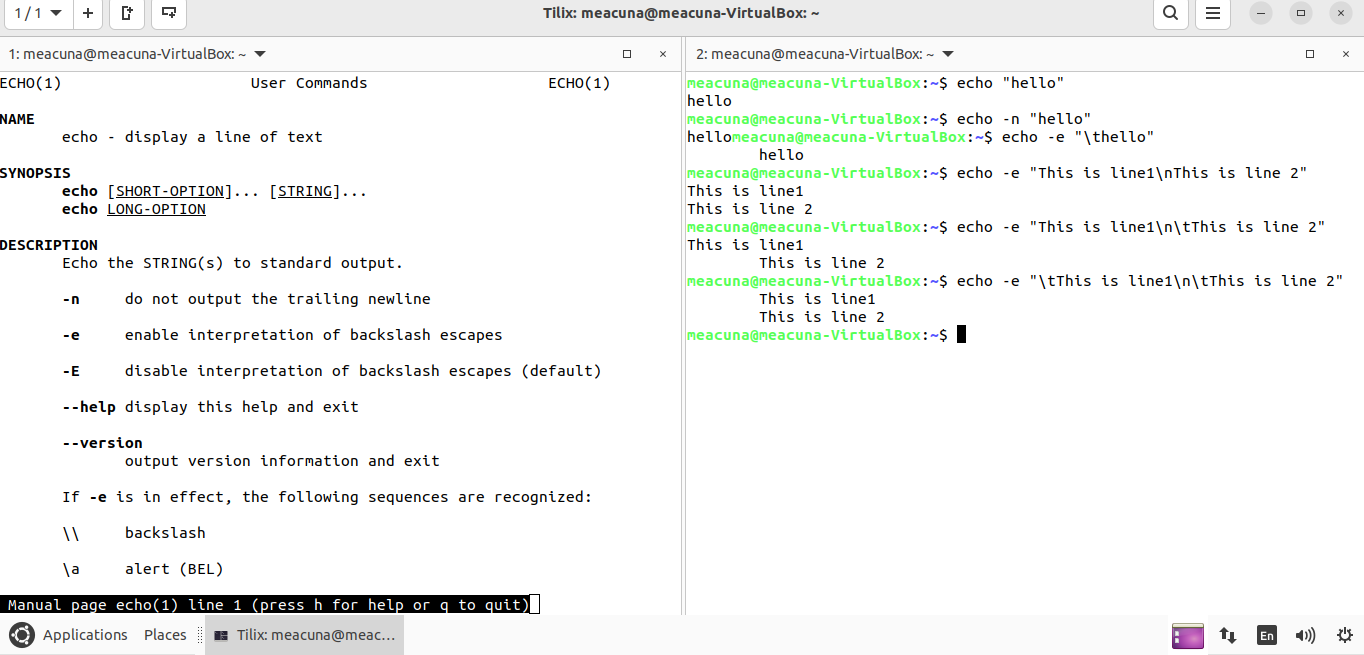 1 / 1
Tilix: meacuna@meacuna-VirtualBox: ~
1: meacuna@meacuna-VirtualBox: ~
ECHO(1) User Commands ECHO(1)
NAME
echo - display a line of text
SYNOPSIS
echo [SHORT-OPTION]... [STRING]...
echo LONG-OPTION
DESCRIPTION
Echo the STRING(s) to standard output.
-n do not output the trailing newline
-e enable interpretation of backslash escapes
-E disable interpretation of backslash escapes (default)
--help display this help and exit
--version
output version information and exit
If -e is in effect, the following sequences are recognized:
\\ backslash
\a alert (BEL)
Manual page echo(1) line 1 (press h for help or q to quit)
2: meacuna@meacuna-VirtualBox: ~
meacuna@meacuna-VirtualBox:~$ echo "hello"
hello
meacuna@meacuna-VirtualBox:~$ echo -n "hello"
hellomeacuna@meacuna-VirtualBox:~$ echo -e "\thello"
hello
meacuna@meacuna-VirtualBox:~$ echo -e "This is line1\nThis is line 2"
This is line1
This is line 2
meacuna@meacuna-VirtualBox:~$ echo -e "This is line1\n\tThis is line 2"
This is line1
This is line 2
meacuna@meacuna-VirtualBox:~$ echo -e "\tThis is line1\n\tThis is line 2"
This is line1
This is line 2
meacuna@meacuna-VirtualBox:~$
Applications Places Tilix: meacuna@meac... En